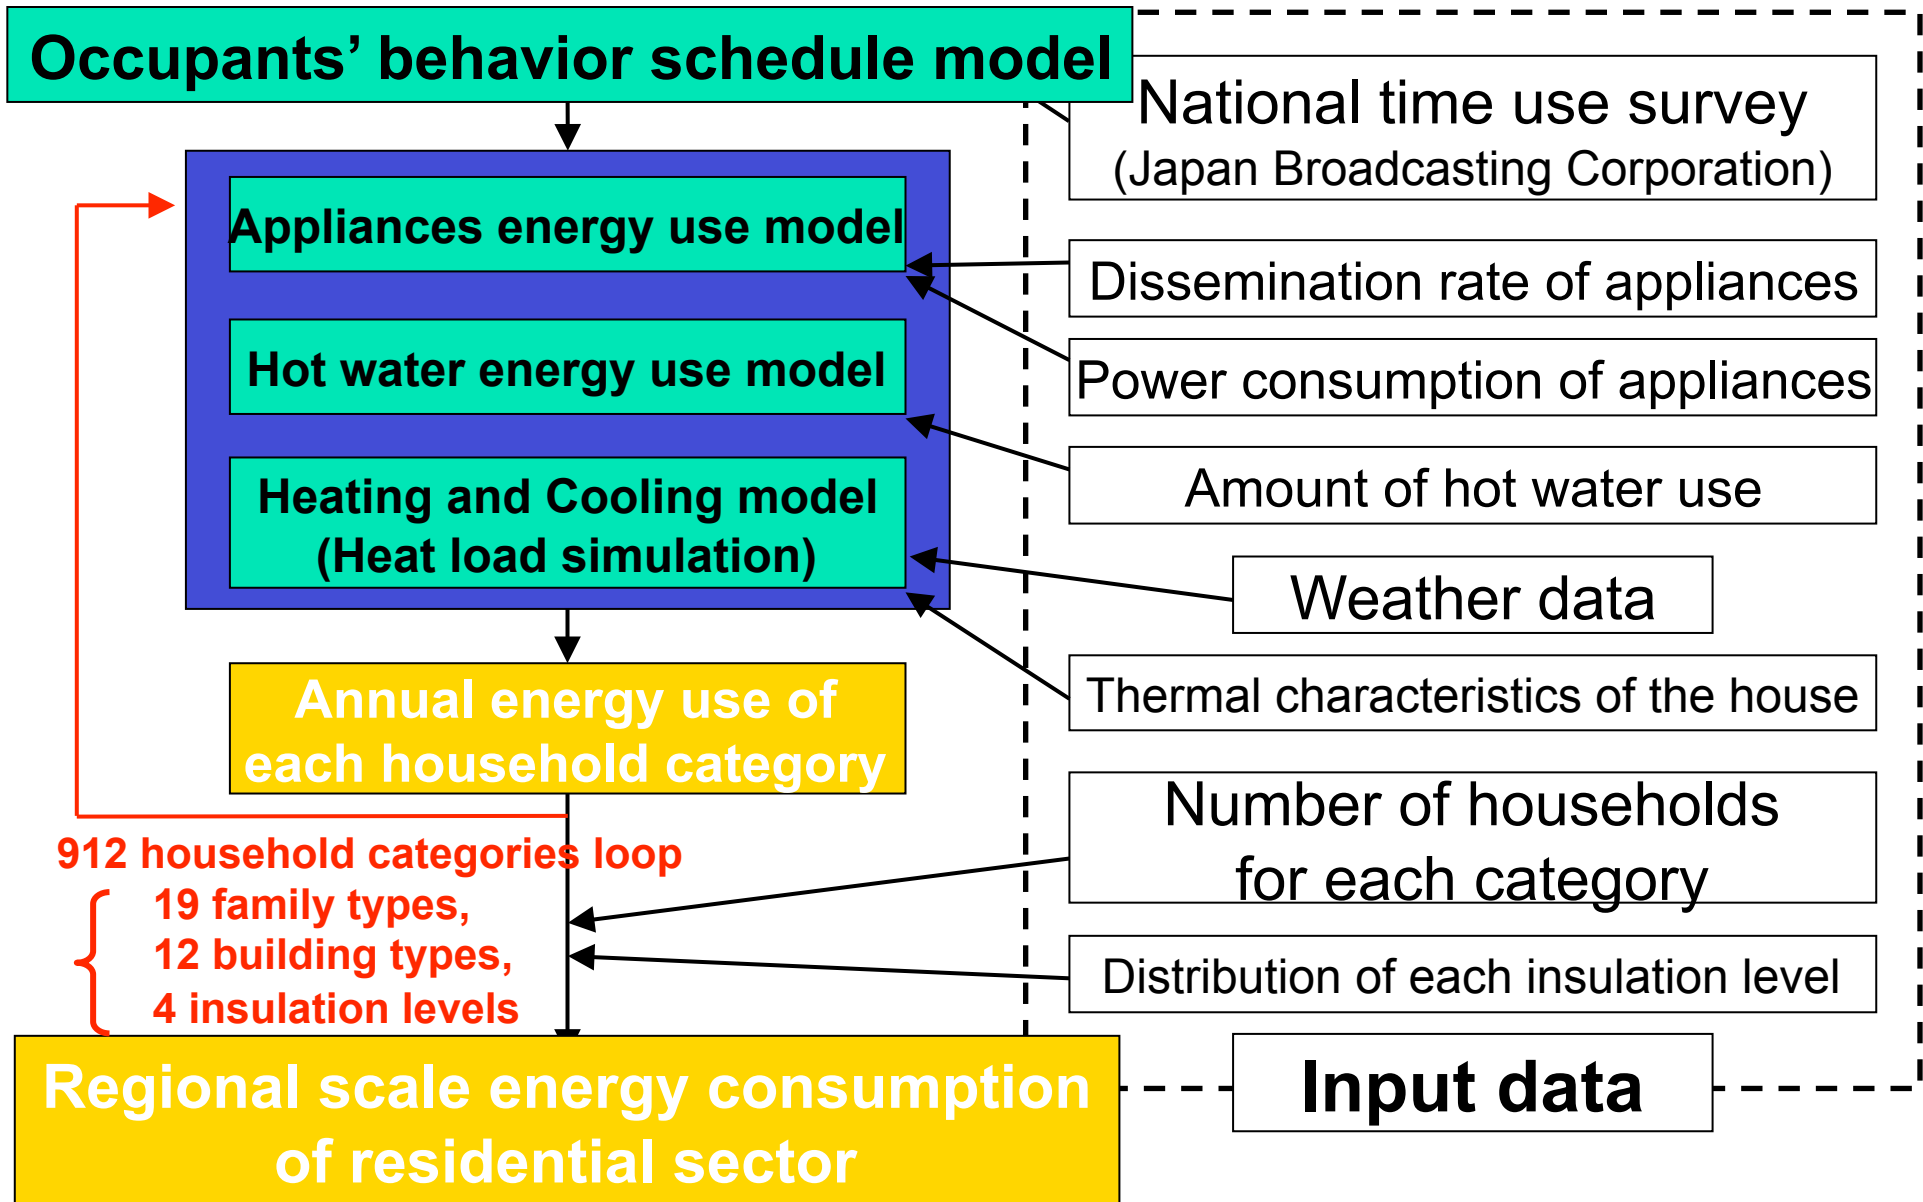 Occupants’ behavior schedule model
National time use survey
(Japan Broadcasting Corporation)
Appliances energy use model
Dissemination rate of appliances
Power consumption of appliances
Hot water energy use model
Amount of hot water use
Heating and Cooling model
(Heat load simulation)
Weather data
Thermal characteristics of the house
Annual energy use of
each household category
Number of households
for each category
912 household categories loop
19 family types,
12 building types,
4 insulation levels
Distribution of each insulation level
Input data
Regional scale energy consumption
of residential sector